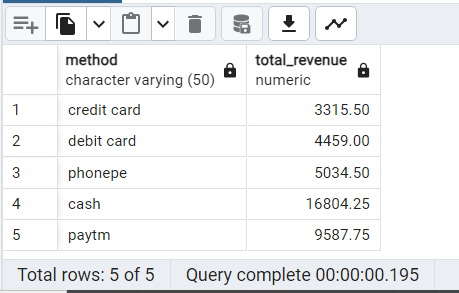 method total_revenue
character varying (50) numeric
1 credit card 3315.50
2 debit card 4459.00
3 phonepe 5034.50
4 cash 16804.25
5 paytm 9587.75
Total rows: 5 of 5 Query complete 00:00:00.195